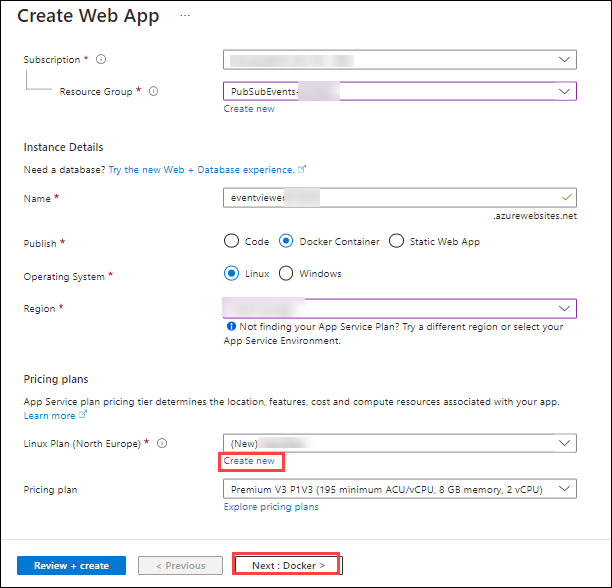 Create Web App ...
Subscription *
Resource Group *
PubSubEvents-
Create new
Instance Details
Need a database? Try the new Web + Database experience.
Name *
eventviewer
.azurewebsites.net
Publish *
Code
Docker Container
Static Web App
Operating System *
Linux
Windows
Region *
Not finding your App Service Plan? Try a different region or select your
App Service Environment.
Pricing plans
App Service plan pricing tier determines the location, features, cost and compute resources associated with your app.
Learn more
Linux Plan (North Europe) *
(New)
Create new
Pricing plan
Premium V3 P1V3 (195 minimum ACU/vCPU, 8 GB memory, 2 vCPU)
Explore pricing plans
Review + create
< Previous
Next : Docker >